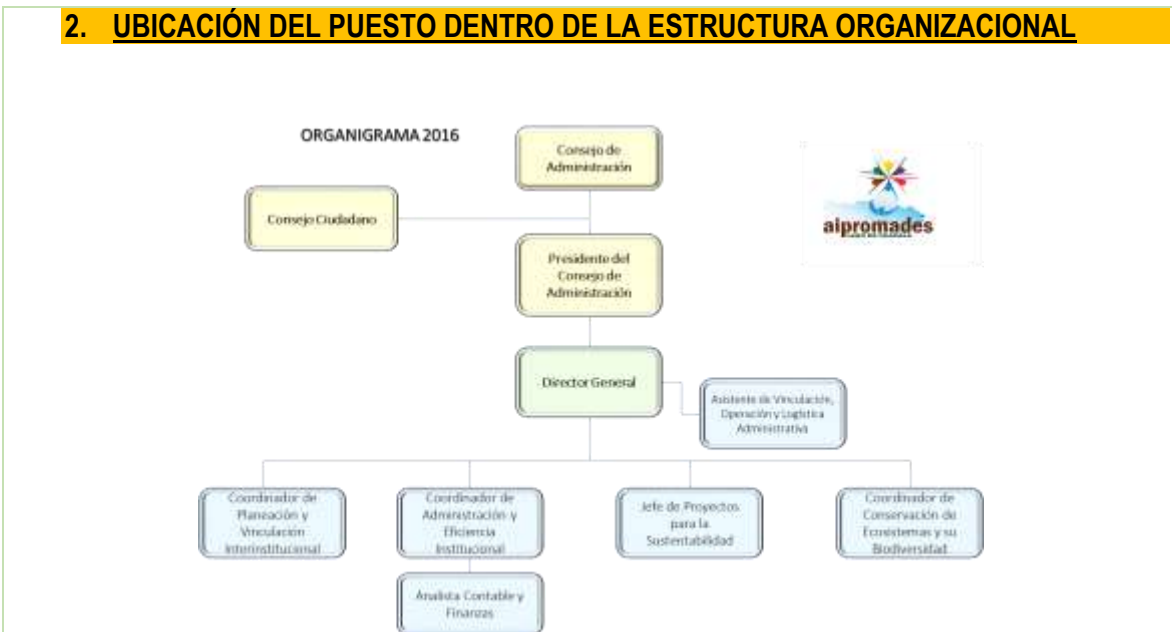 2. UBICACIÓN DEL PUESTO DENTRO DE LA ESTRUCTURA ORGANIZACIONAL
ORGANIGRAMA 2016
Consejo de
Administración
Consejo Ciudadano
aipromades
Presidente del
Consejo de
Administración
Director General
Asistente de Vinculación,
Operación y Logística
Administrativa
Coordinador de
Planeación y
Vinculación
Interinstitucional
Coordinador de
Administración y
Eficiencia
Institucional
Jefe de Proyectos
para la
Sustentabilidad
Coordinador de
Conservación de
Ecosistemas y su
Biodiversidad
Analista Contable y
Finanzas